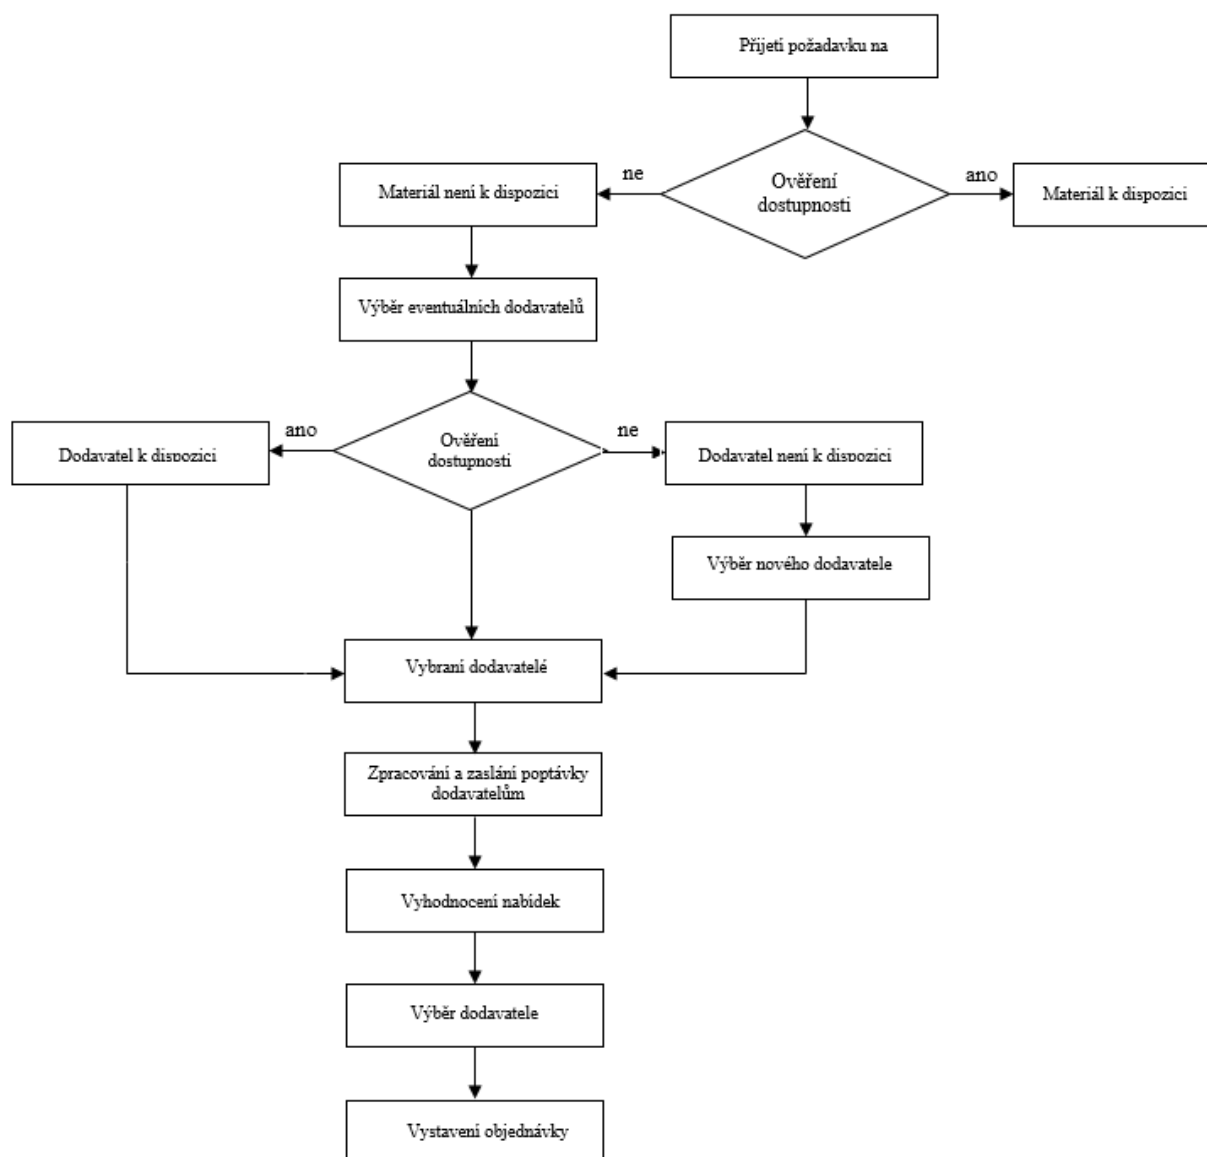 Přijetí požadavku na
ne
ano
Materiál není k dispozici
Ověření
dostupnosti
Materiál k dispozici
Výběr eventuálních dodavatelů
ano
ne
Dodavatel k dispozici
Ověření
dostupnosti
Dodavatel není k dispozici
Výběr nového dodavatele
Vybraní dodavatelé
Zpracování a zaslání poptávky
dodavatelům
Vyhodnocení nabídek
Výběr dodavatele
Vystavení objednávky